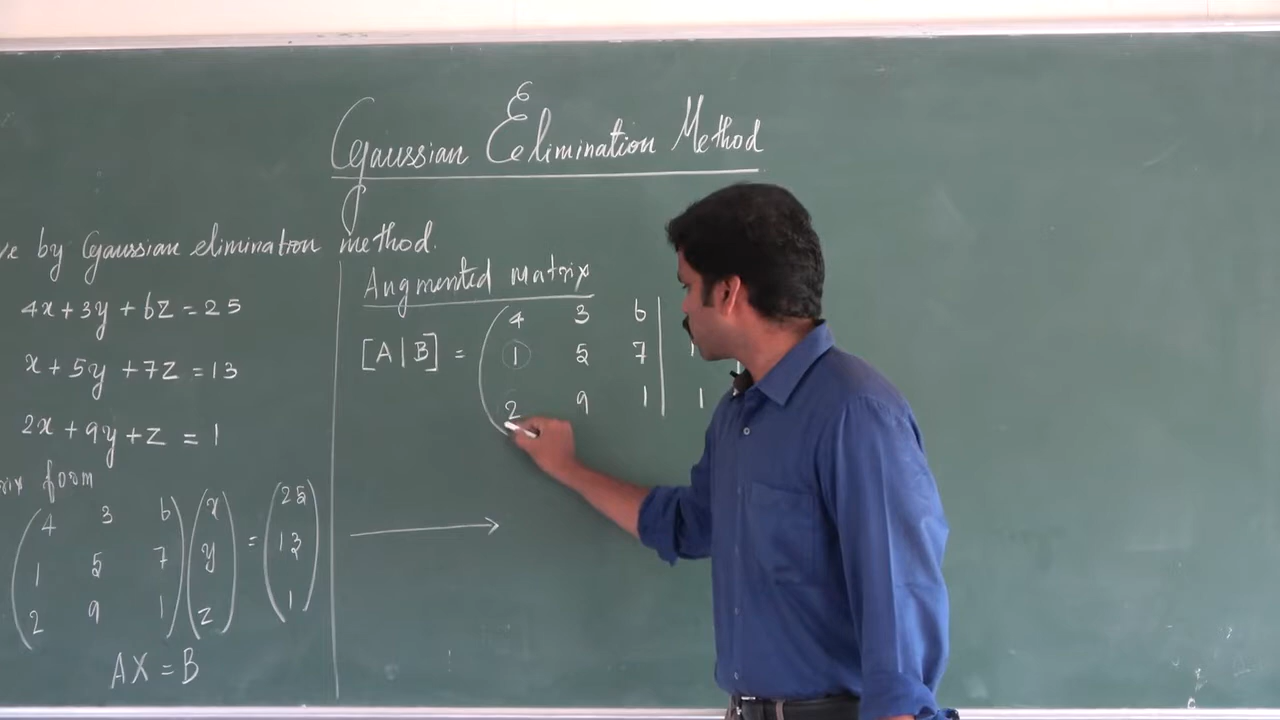 Gaussian Elimination Method
by Gaussian elimination method.
4x+3y+6z=25
x+5y+7z=13
2x+9y+z=1
form
4 3 6 x 25
1 5 7 y = 13
2 9 1 z 1
AX=B
Augmented Matrix
4 3 6
[A|B] = 1 5 7
2 9 1 1